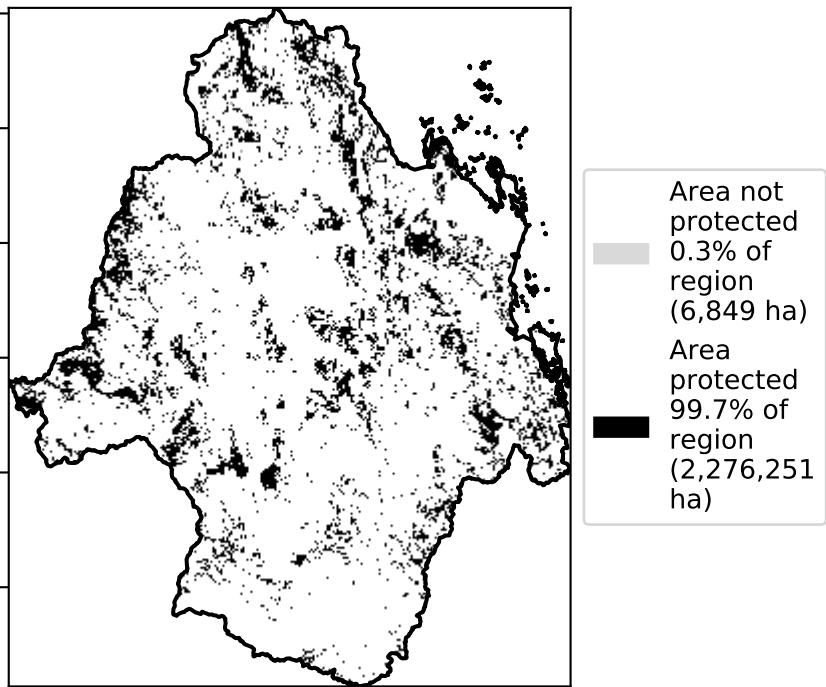 Area not
protected
0.3% of
region
(6,849 ha)
Area
protected
99.7% of
region
(2,276,251
ha)